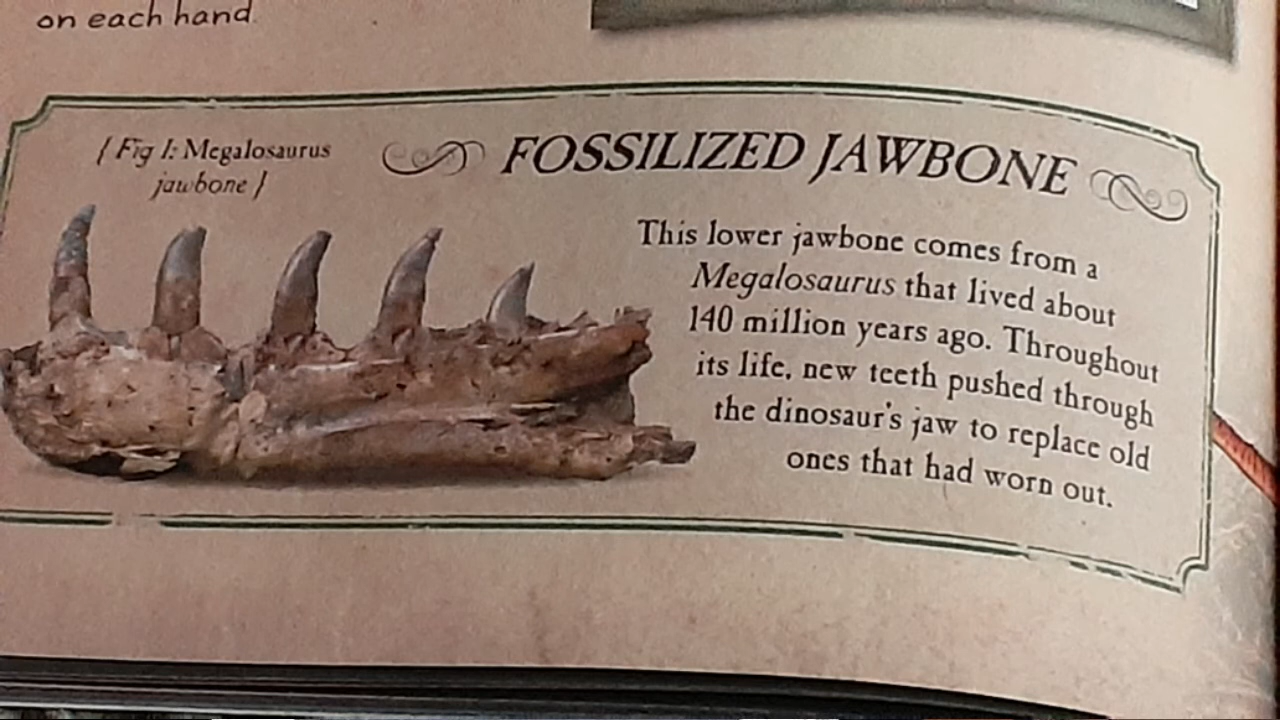 on each hand
{ Fig 1: Megalosaurus
jawbone }
FOSSILIZED JAWBONE
This lower jawbone comes from a
Megalosaurus that lived about
140 million years ago. Throughout
its life, new teeth pushed through
the dinosaur's jaw to replace old
ones that had worn out.